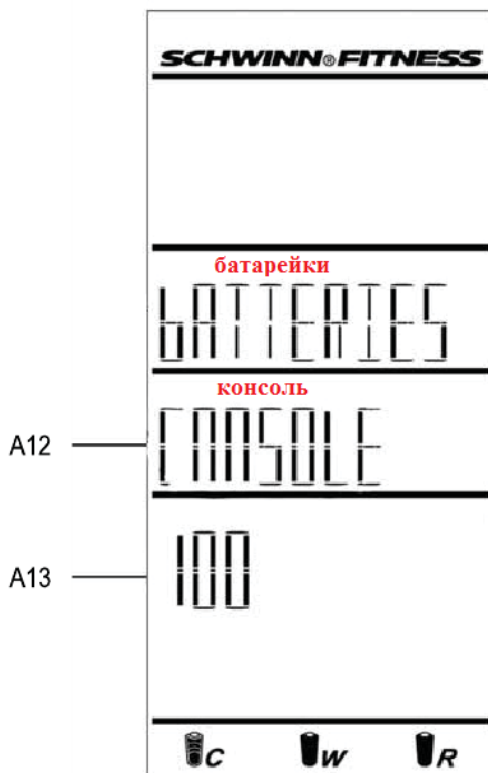 SCHWINN®FITNESS
батарейки
bATTERIES
консоль
A12
CONSOLE
A13
100
C W R